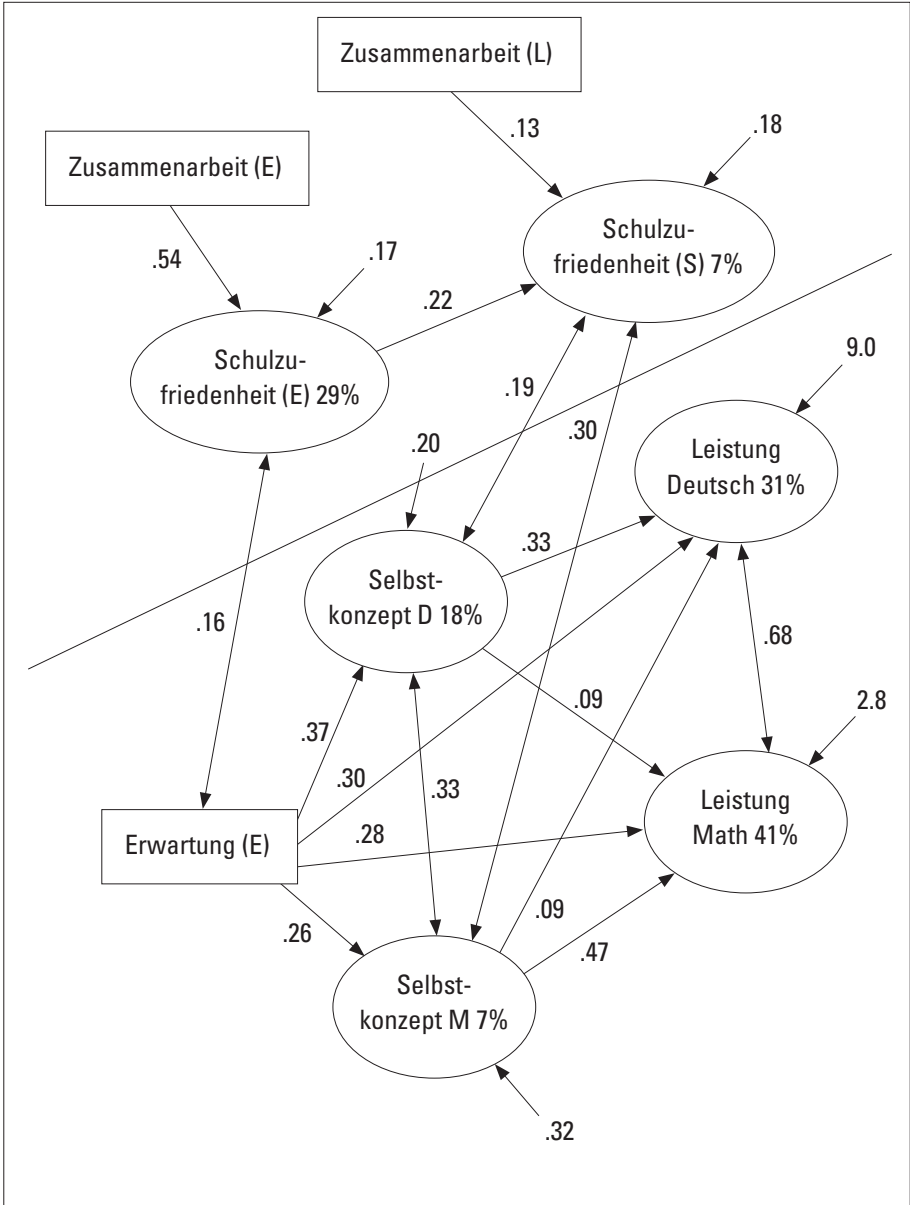 Zusammenarbeit (L)
.13
.18
Zusammenarbeit (E)
Schulzu-
friedenheit (S) 7%
.54
.17
.22
Schulzu-
friedenheit (E) 29%
9.0
.19
.30
.20
Leistung
Deutsch 31%
.33
Selbst-
konzept D 18%
.16
.68
.09
2.8
.37
.30
.33
Leistung
Math 41%
Erwartung (E)
.28
.09
.26
.47
Selbst-
konzept M 7%
.32